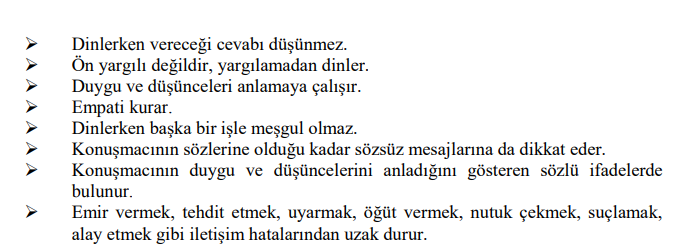 ➢ Dinlerken vereceği cevabı düşünmez.
➢ Ön yargılı değildir, yargılamadan dinler.
➢ Duygu ve düşünceleri anlamaya çalışır.
➢ Empati kurar.
➢ Dinlerken başka bir işle meşgul olmaz.
➢ Konuşmacının sözlerine olduğu kadar sözsüz mesajlarına da dikkat eder.
➢ Konuşmacının duygu ve düşüncelerini anladığını gösteren sözlü ifadelerde
bulunur.
➢ Emir vermek, tehdit etmek, uyarmak, öğüt vermek, nutuk çekmek, suçlamak,
alay etmek gibi iletişim hatalarından uzak durur.